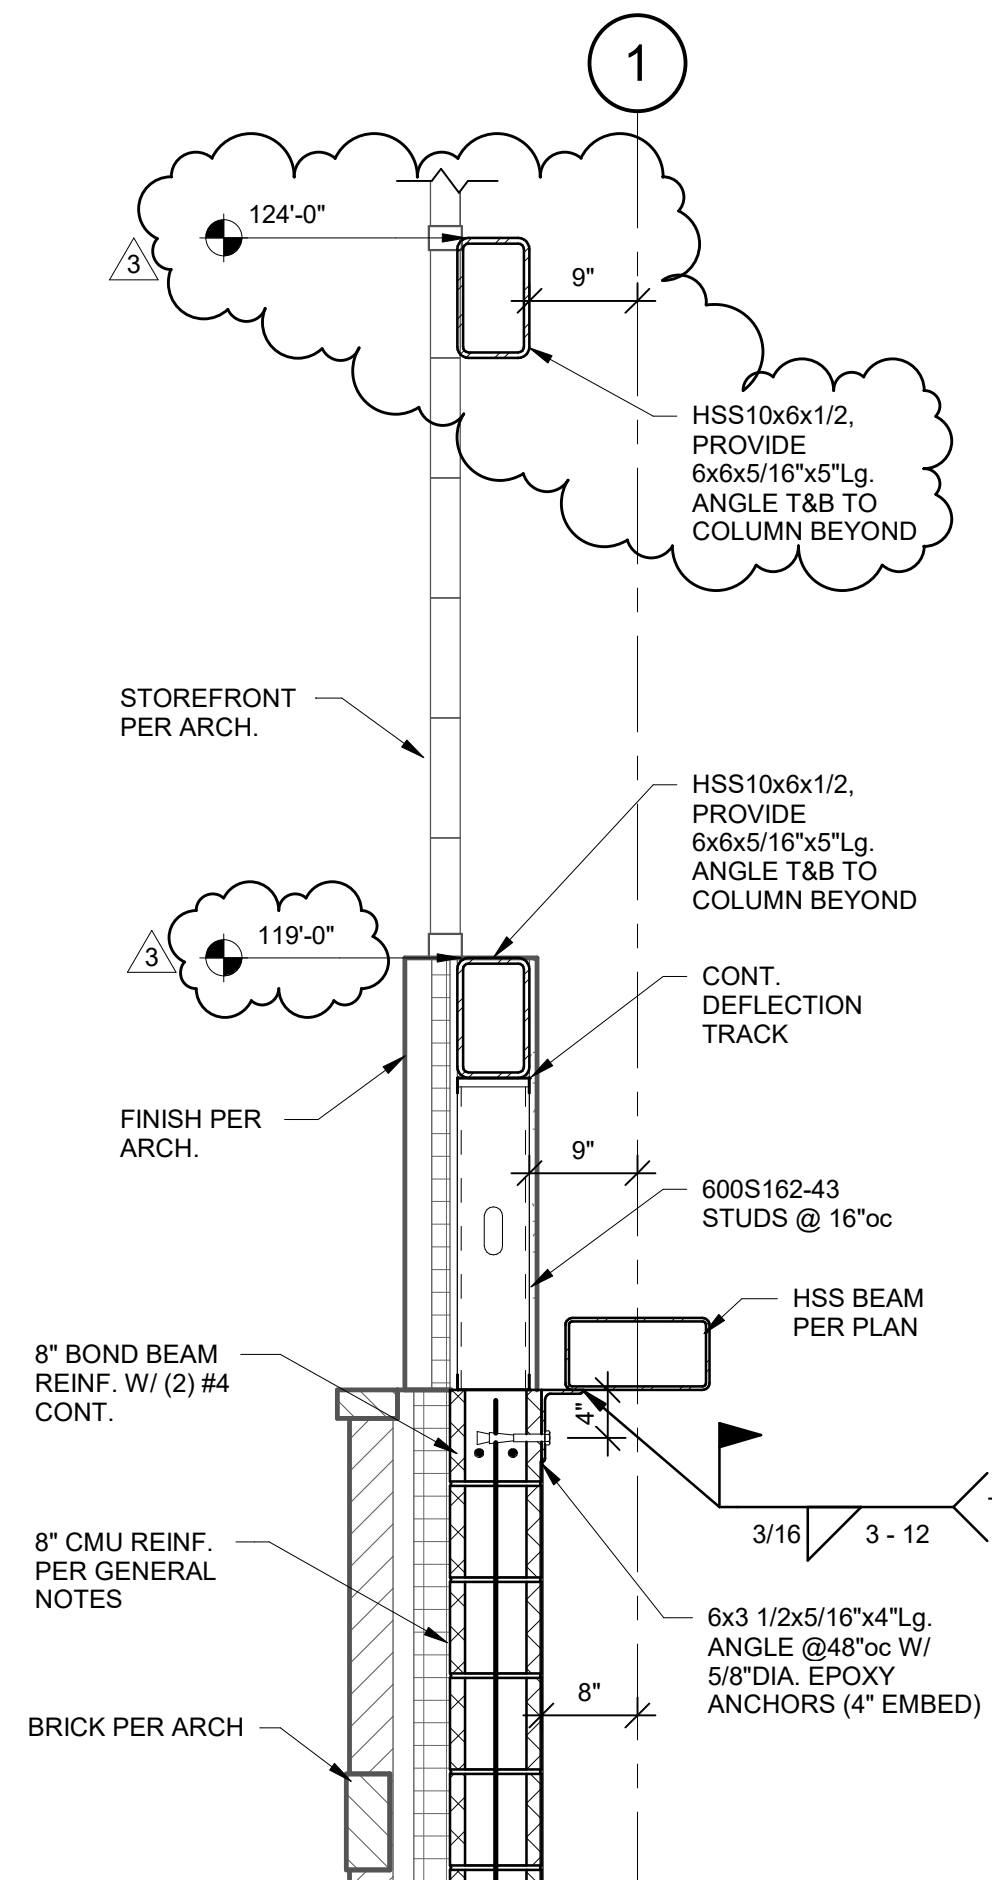 1
124'-0"
3
9"
HSS10x6x1/2,
PROVIDE
6x6x5/16"x5"Lg.
ANGLE T&B TO
COLUMN BEYOND
STOREFRONT
PER ARCH.
HSS10x6x1/2,
PROVIDE
6x6x5/16"x5"Lg.
ANGLE T&B TO
COLUMN BEYOND
119'-0"
3
CONT.
DEFLECTION
TRACK
FINISH PER
ARCH.
9"
600S162-43
STUDS @ 16"oc
HSS BEAM
PER PLAN
8" BOND BEAM
REINF. W/ (2) #4
CONT.
4"
3/16
3 - 12
8" CMU REINF.
PER GENERAL
NOTES
6x3 1/2x5/16"x4"Lg.
ANGLE @48"oc W/
5/8"DIA. EPOXY
ANCHORS (4" EMBED)
8"
BRICK PER ARCH